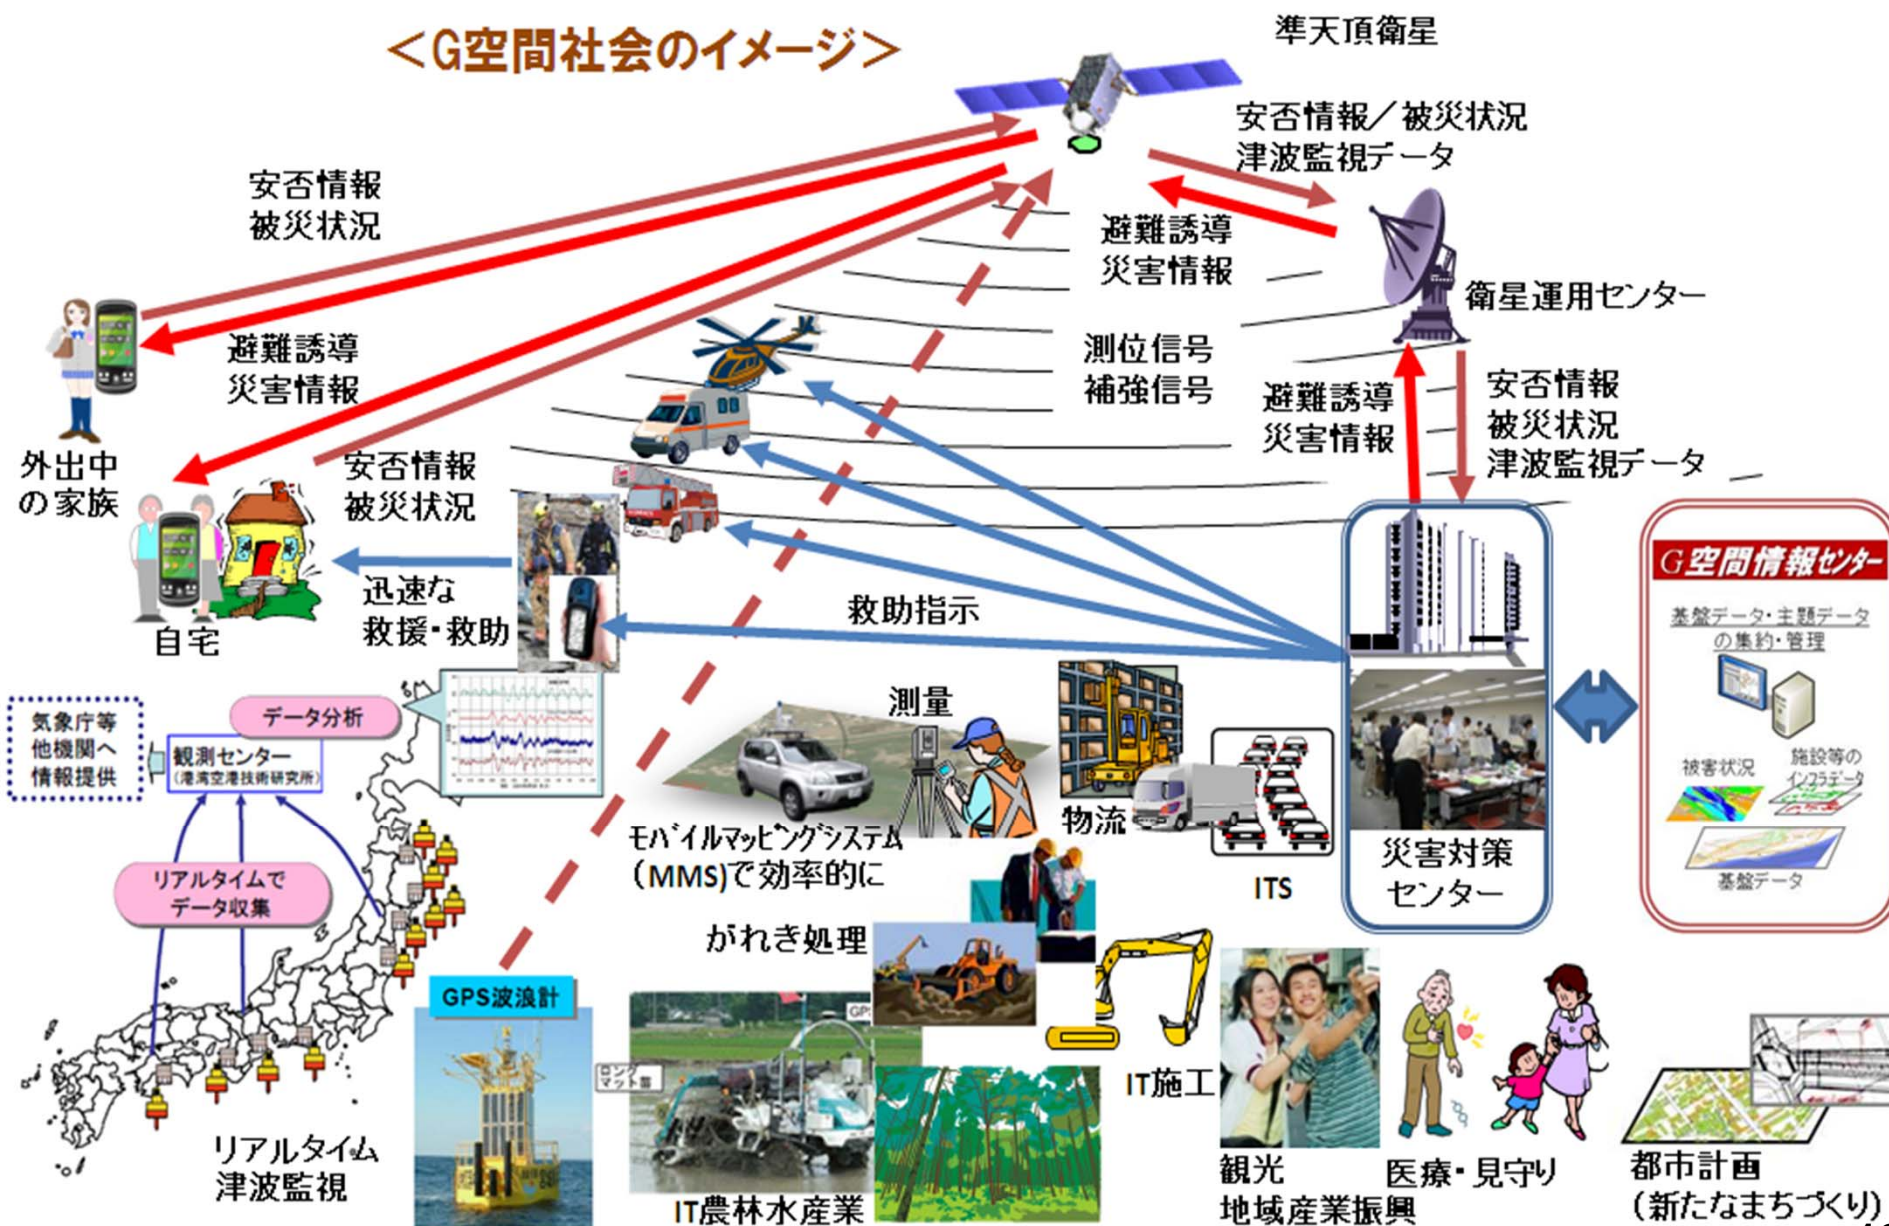 ＜G空間社会のイメージ＞
準天頂衛星
安否情報／被災状況
津波監視データ
安否情報
被災状況
避難誘導
災害情報
衛星運用センター
避難誘導
災害情報
測位信号
補強信号
避難誘導
災害情報
安否情報
被災状況
津波監視データ
外出中
の家族
安否情報
被災状況
自宅
迅速な
救援・救助
救助指示
G空間情報センター
基盤データ・主題データ
の集約・管理
被害状況
施設等の
インフラデータ
基盤データ
災害対策
センター
気象庁等
他機関へ
情報提供
データ分析
観測センター
（港湾空港技術研究所）
リアルタイムで
データ収集
測量
モバイルマッピングシステム
（MMS)で効率的に
物流
ITS
がれき処理
GPS波浪計
GPS
ロング
マット苗
IT施工
リアルタイム
津波監視
IT農林水産業
観光
地域産業振興
医療・見守り
都市計画
(新たなまちづくり)